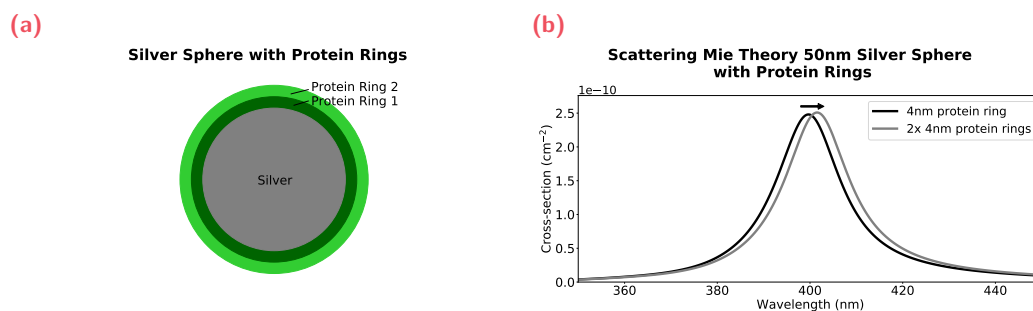 (a)
Silver Sphere with Protein Rings
Protein Ring 2
Protein Ring 1
Silver
(b)
Scattering Mie Theory 50nm Silver Sphere
with Protein Rings
1e−10
4nm protein ring
2x 4nm protein rings
2.5
2.0
1.5
1.0
0.5
0.0
Cross-section (cm⁻²)
360 380 400 420 440
Wavelength (nm)